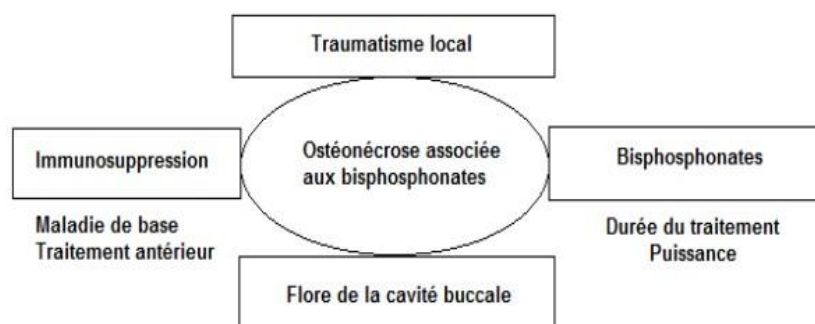 Traumatisme local
Immunosuppression
Ostéonécrose associée
aux bisphosphonates
Bisphosphonates
Maladie de base
Traitement antérieur
Durée du traitement
Puissance
Flore de la cavité buccale